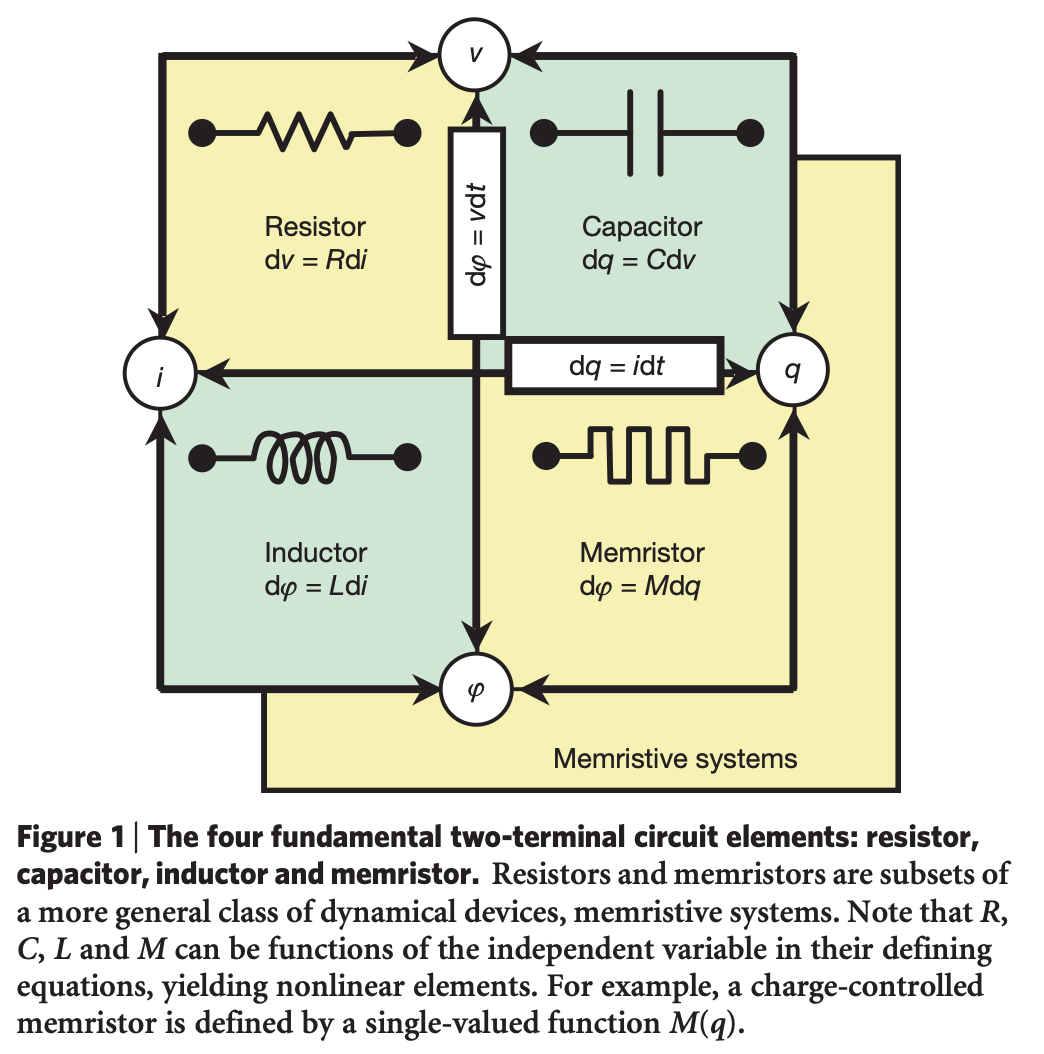 v
Resistor
dv = Rdi
Capacitor
dq = Cdv
dφ = vdt
i
dq = idt
q
Inductor
dφ = Ldi
Memristor
dφ = Mdq
φ
Memristive systems
Figure 1 | The four fundamental two-terminal circuit elements: resistor,
capacitor, inductor and memristor. Resistors and memristors are subsets of
a more general class of dynamical devices, memristive systems. Note that R,
C, L and M can be functions of the independent variable in their defining
equations, yielding nonlinear elements. For example, a charge-controlled
memristor is defined by a single-valued function M(q).